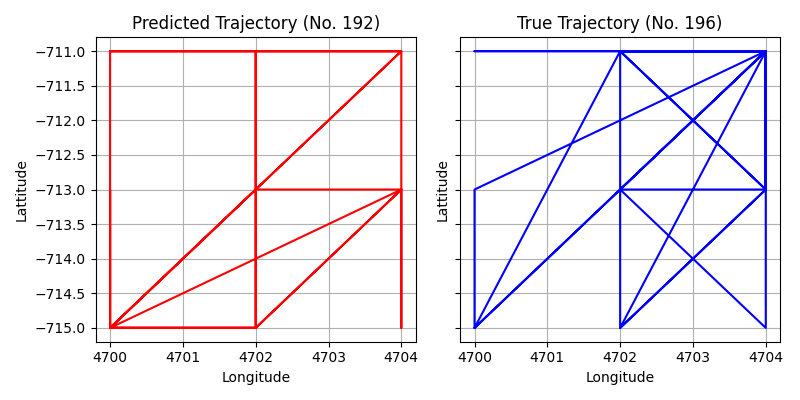 Predicted Trajectory (No. 192)
True Trajectory (No. 196)
−711.0
−711.5
−712.0
−712.5
−713.0
−713.5
−714.0
−714.5
−715.0
Lattitude
Lattitude
4700 4701 4702 4703 4704
4700 4701 4702 4703 4704
Longitude
Longitude